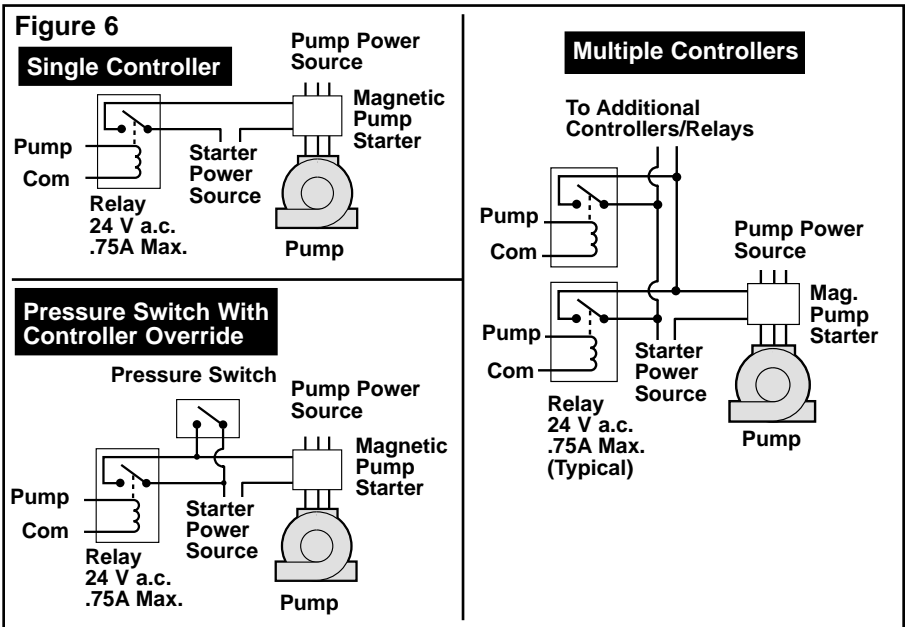 Figure 6
Single Controller
Pump Power
Source
Magnetic
Pump
Starter
Pump
Com
Starter
Power
Source
Relay
24 V a.c.
.75A Max.
Pump
Pressure Switch With
Controller Override
Pressure Switch
Pump Power
Source
Magnetic
Pump
Starter
Pump
Com
Starter
Power
Source
Relay
24 V a.c.
.75A Max.
Pump
Multiple Controllers
To Additional
Controllers/Relays
Pump
Com
Pump Power
Source
Mag.
Pump
Starter
Pump
Com
Starter
Power
Source
Relay
24 V a.c.
.75A Max.
(Typical)
Pump